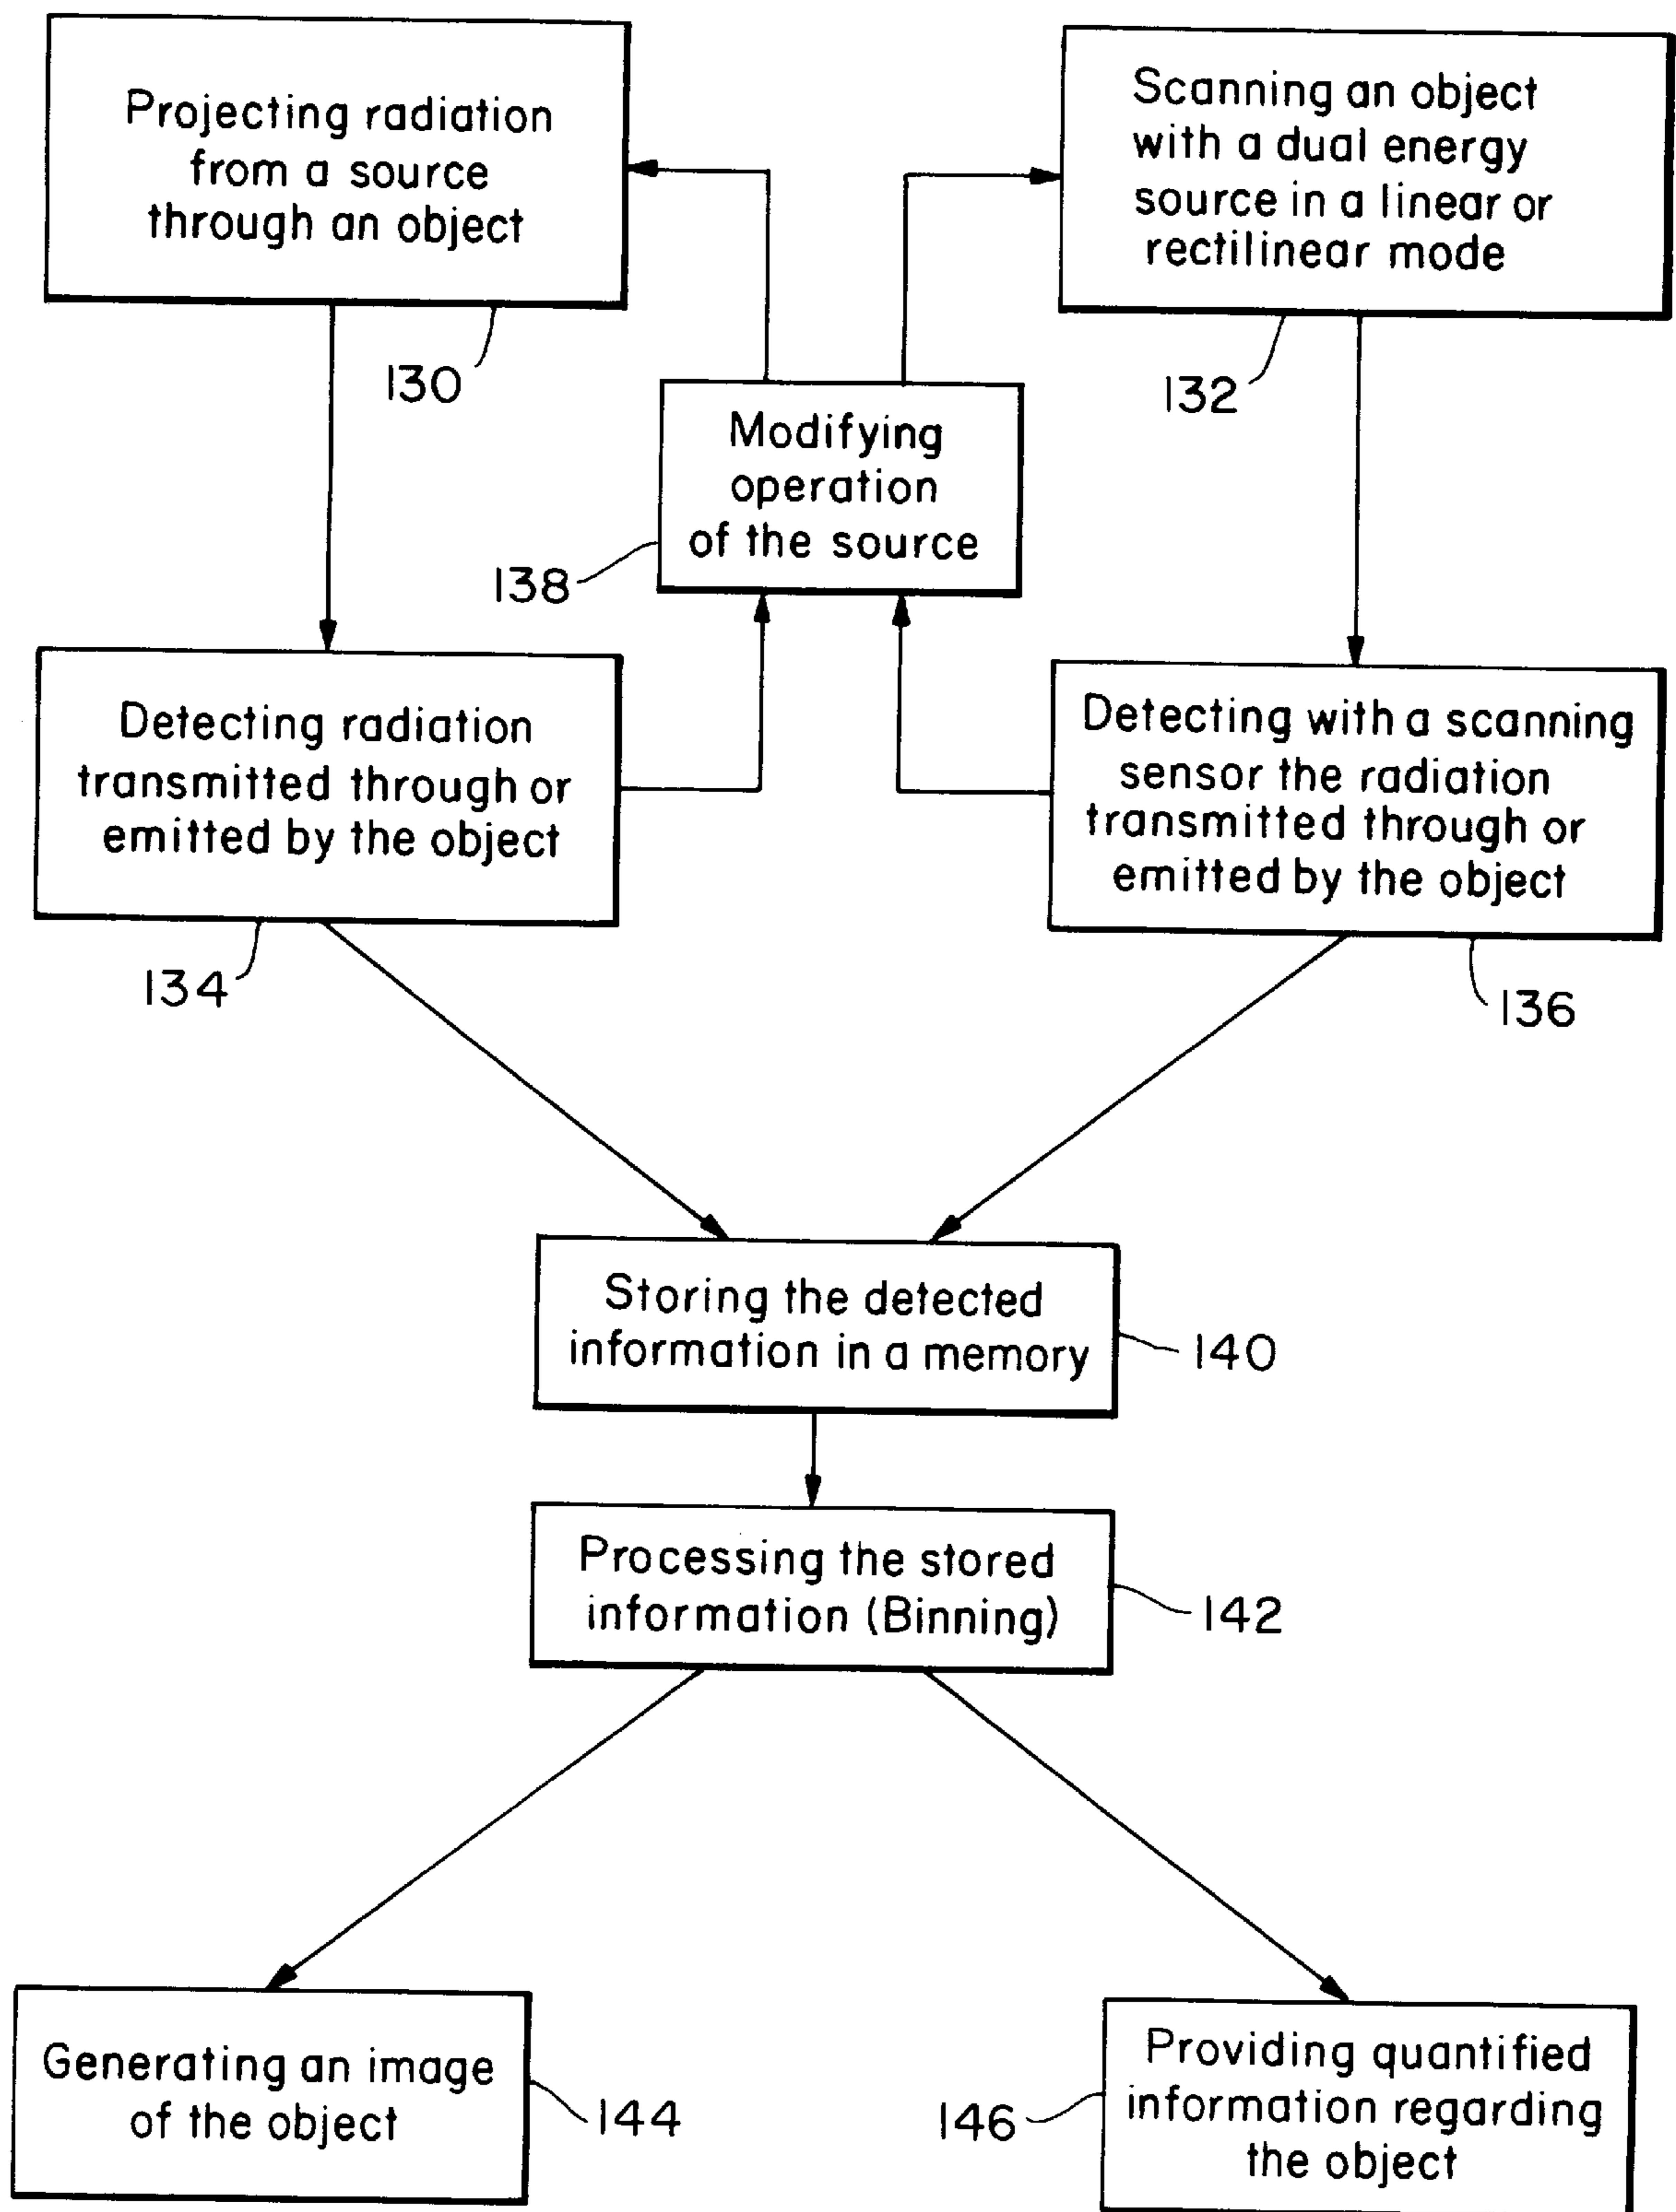 Projecting radiation
from a source
through an object
130
Scanning an object
with a dual energy
source in a linear or
rectilinear mode
132
Modifying
operation
of the source
138
Detecting radiation
transmitted through or
emitted by the object
134
Detecting with a scanning
sensor the radiation
transmitted through or
emitted by the object
136
Storing the detected
information in a memory
140
Processing the stored
information (Binning)
142
Generating an image
of the object
144
Providing quantified
information regarding
the object
146